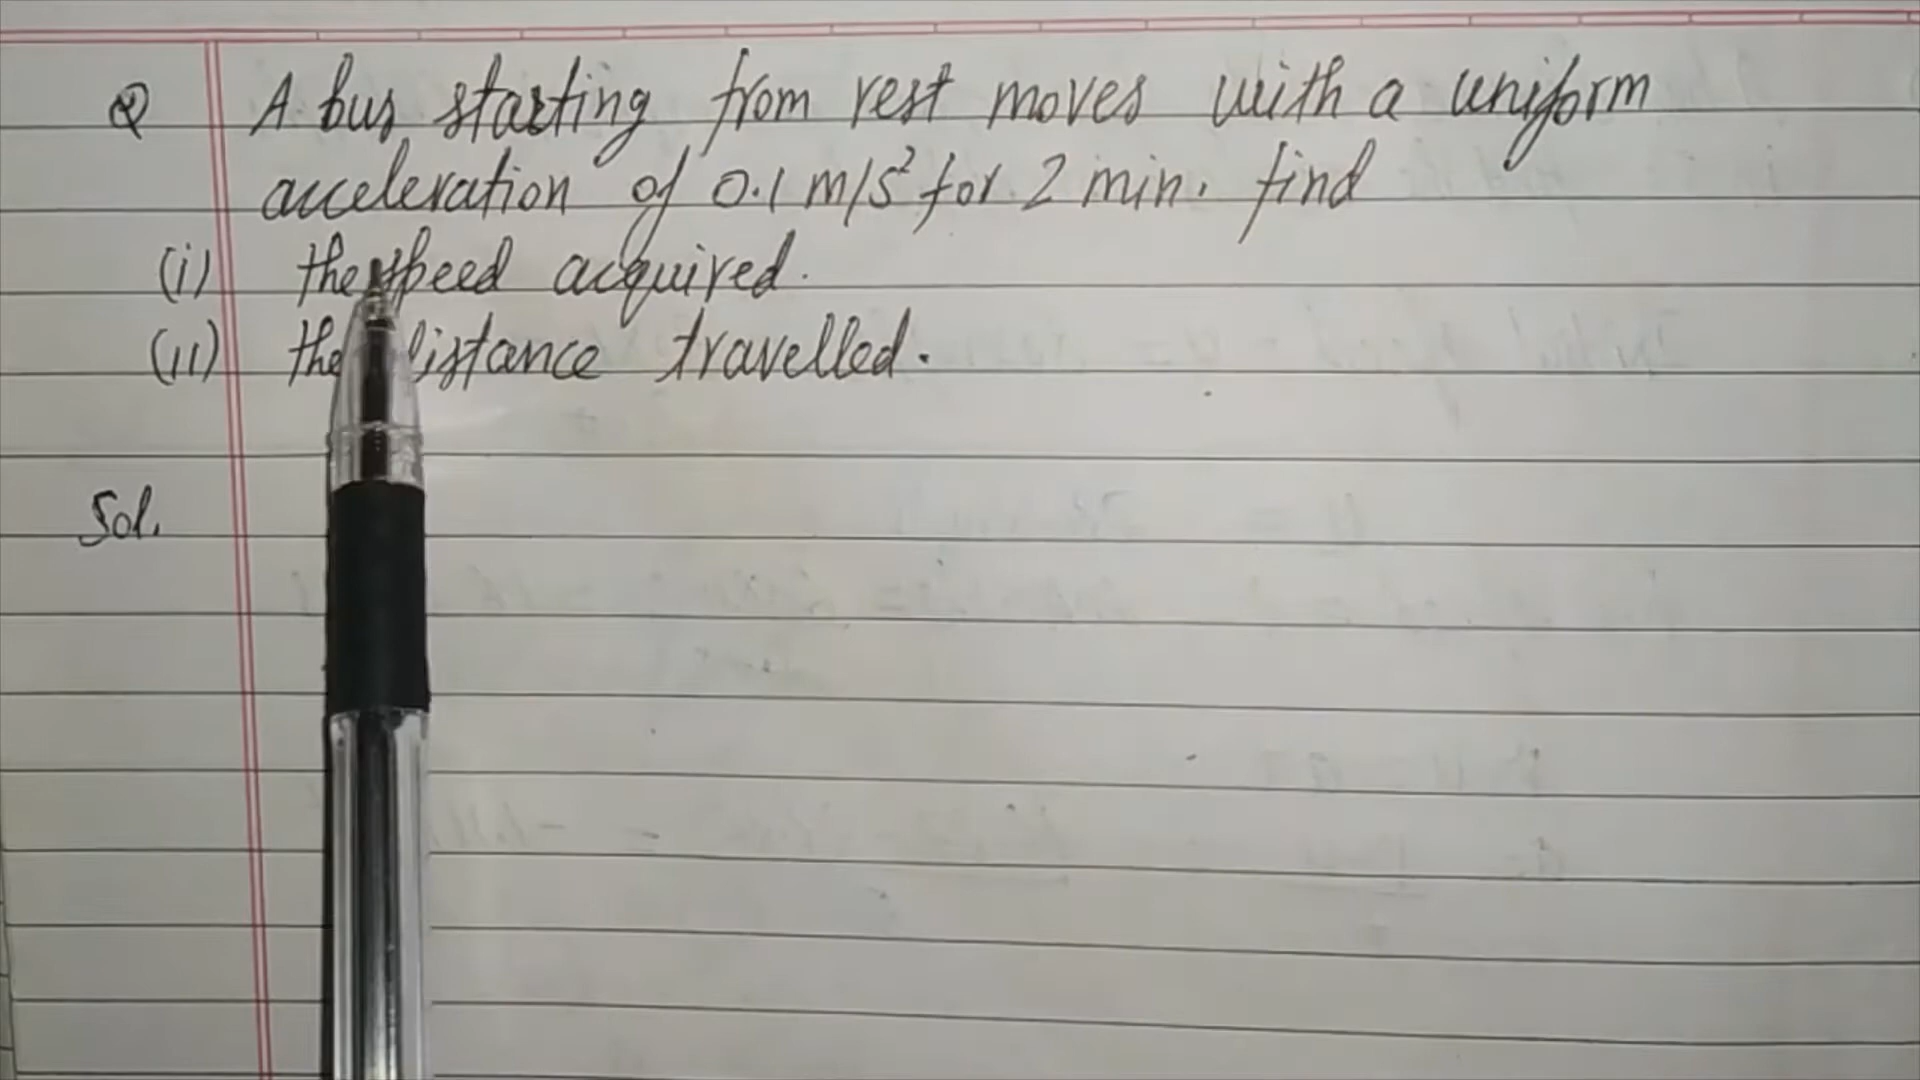 Q A bus starting from rest moves with a uniform
acceleration of 0.1 m/s² for 2 min. find
(i) the speed acquired.
(ii) the distance travelled.
Sol.